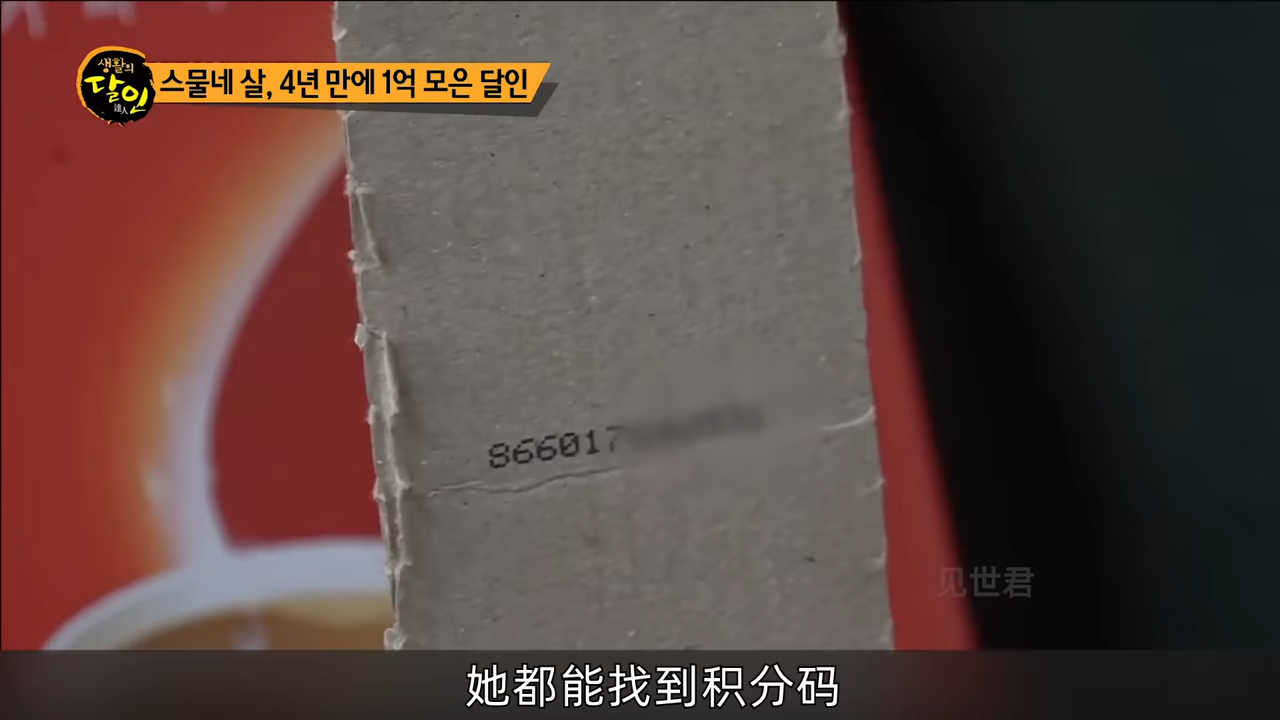 생활의
달인
達人
스물네 살, 4년 만에 1억 모은 달인
866017
见世君
她都能找到积分码